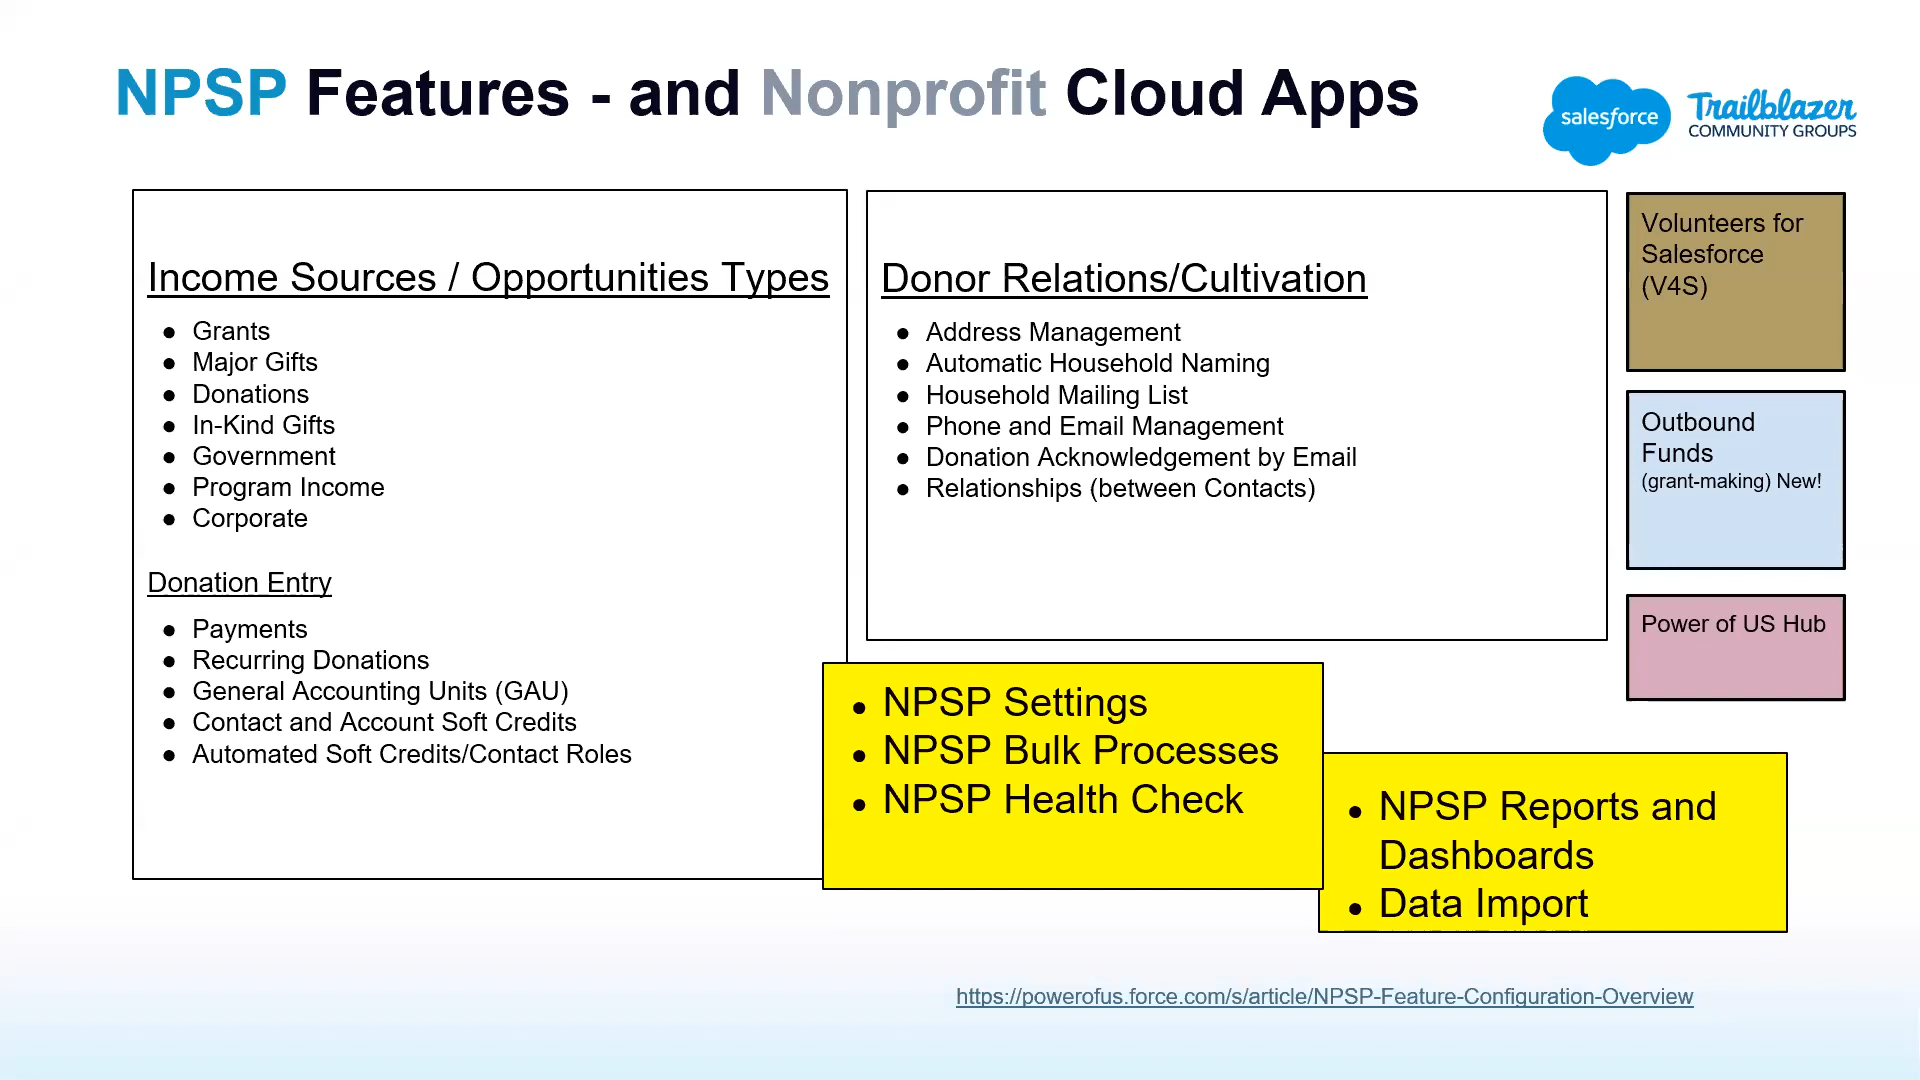 NPSP Features - and Nonprofit Cloud Apps
salesforce
Trailblazer
COMMUNITY GROUPS
Income Sources / Opportunities Types
● Grants
● Major Gifts
● Donations
● In-Kind Gifts
● Government
● Program Income
● Corporate
Donation Entry
● Payments
● Recurring Donations
● General Accounting Units (GAU)
● Contact and Account Soft Credits
● Automated Soft Credits/Contact Roles
Donor Relations/Cultivation
● Address Management
● Automatic Household Naming
● Household Mailing List
● Phone and Email Management
● Donation Acknowledgement by Email
● Relationships (between Contacts)
Volunteers for
Salesforce
(V4S)
Outbound
Funds
(grant-making) New!
Power of US Hub
● NPSP Settings
● NPSP Bulk Processes
● NPSP Health Check
● NPSP Reports and
Dashboards
● Data Import
https://powerofus.force.com/s/article/NPSP-Feature-Configuration-Overview